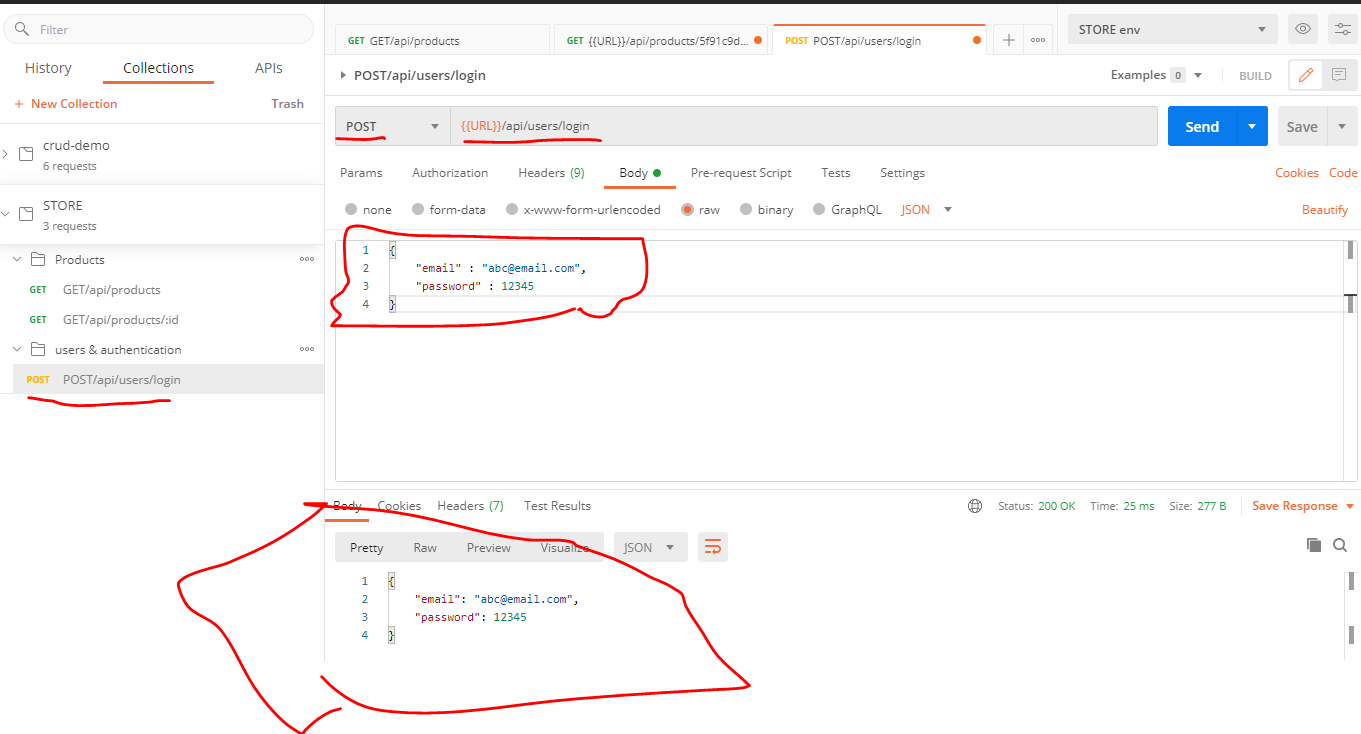 Filter
History Collections APIs
+ New Collection Trash
crud-demo
6 requests
STORE
3 requests
Products
GET GET/api/products
GET GET/api/products/:id
users & authentication
POST POST/api/users/login
GET GET/api/products
GET {{URL}}/api/products/5f91c9d...
POST POST/api/users/login
STORE env
POST/api/users/login
Examples 0 BUILD
POST {{URL}}/api/users/login Send Save
Params Authorization Headers (9) Body Pre-request Script Tests Settings Cookies Code
none form-data x-www-form-urlencoded raw binary GraphQL JSON Beautify
1 {
2 "email" : "abc@email.com",
3 "password" : 12345
4 }
Body Cookies Headers (7) Test Results Status: 200 OK Time: 25 ms Size: 277 B Save Response
Pretty Raw Preview Visualize JSON
1 {
2 "email": "abc@email.com",
3 "password": 12345
4 }